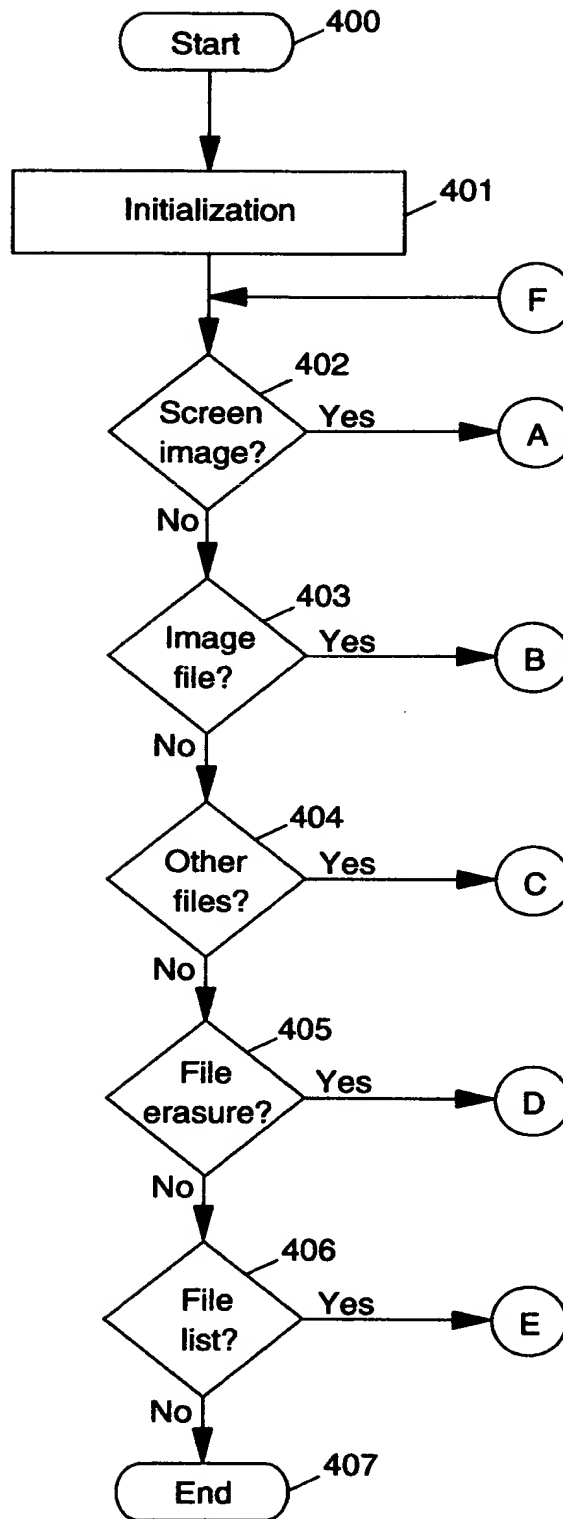 Start
400
Initialization
401
F
402
Screen
image?
Yes
A
No
403
Image
file?
Yes
B
No
404
Other
files?
Yes
C
No
405
File
erasure?
Yes
D
No
406
File
list?
Yes
E
No
End
407